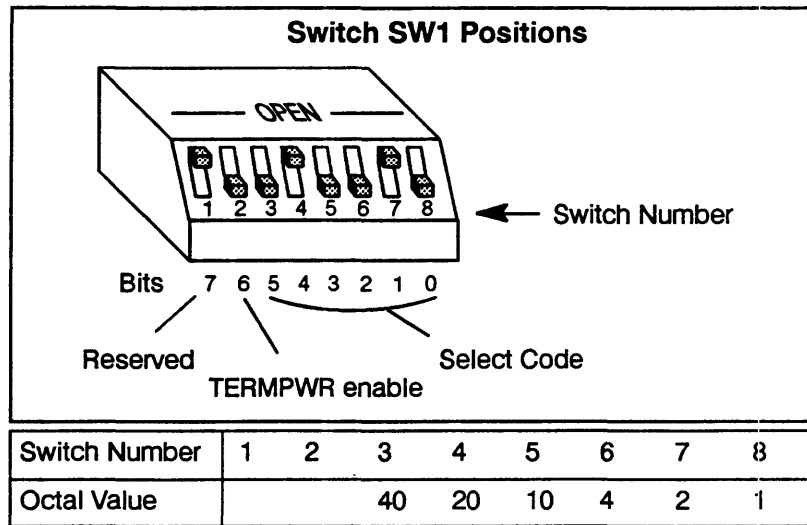 Switch SW1 Positions
OPEN
1 2 3 4 5 6 7 8
Switch Number
Bits 7 6 5 4 3 2 1 0
Reserved
Select Code
TERMPWR enable
Switch Number 1 2 3 4 5 6 7 8
Octal Value 40 20 10 4 2 1